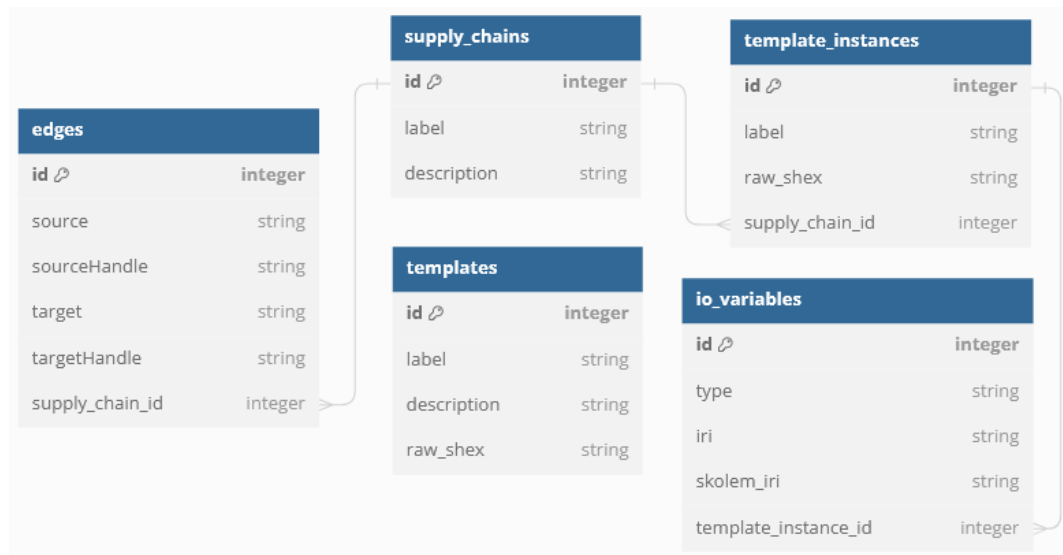 edges
id integer
source string
sourceHandle string
target string
targetHandle string
supply_chain_id integer
supply_chains
id integer
label string
description string
templates
id integer
label string
description string
raw_shex string
template_instances
id integer
label string
raw_shex string
supply_chain_id integer
io_variables
id integer
type string
iri string
skolem_iri string
template_instance_id integer